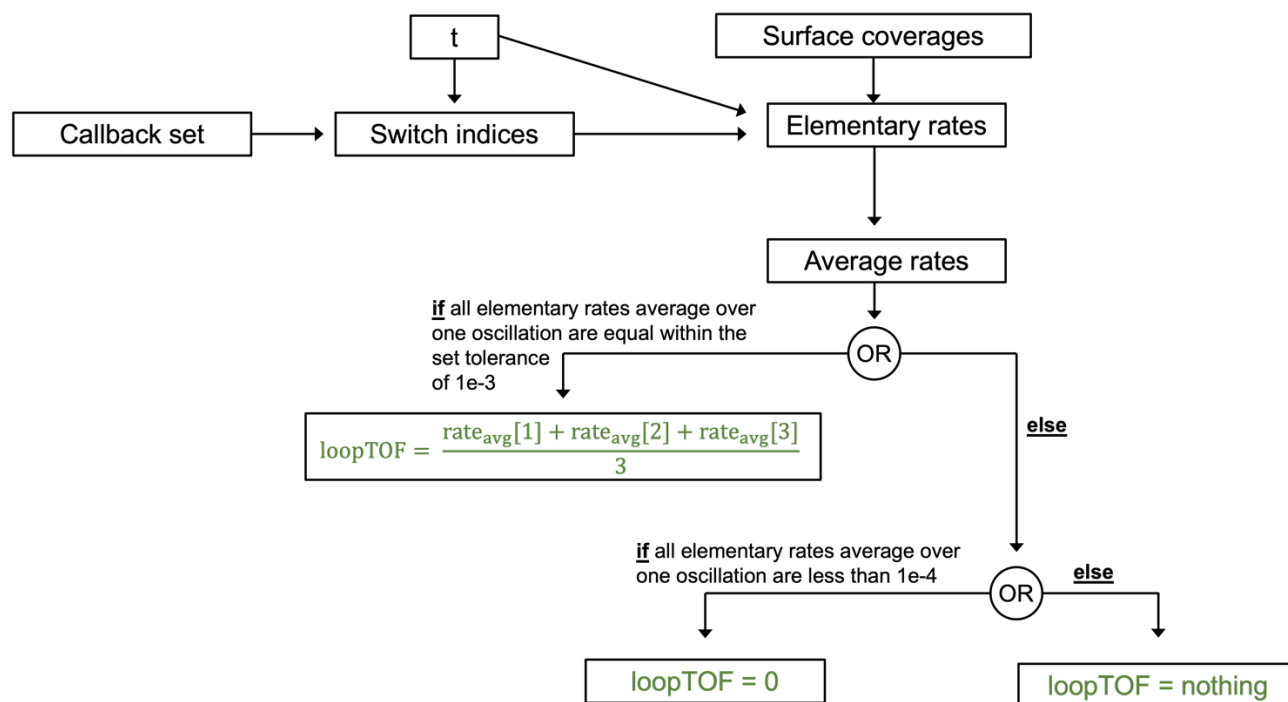 t
Surface coverages
Callback set
Switch indices
Elementary rates
Average rates
if all elementary rates average over
one oscillation are equal within the
set tolerance
of 1e-3
OR
loopTOF = (rate_avg[1] + rate_avg[2] + rate_avg[3]) / 3
else
if all elementary rates average over
one oscillation are less than 1e-4
OR
else
loopTOF = 0
loopTOF = nothing